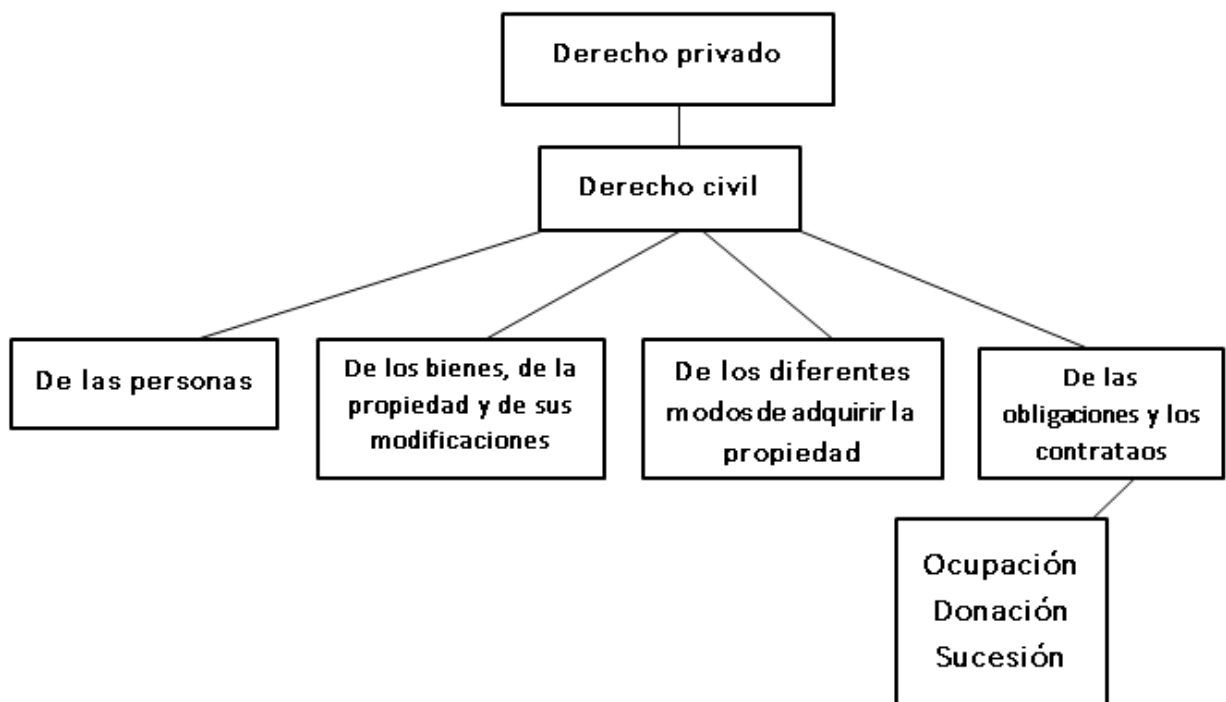 Derecho privado
Derecho civil
De las personas
De los bienes, de la
propiedad y de sus
modificaciones
De los diferentes
modos de adquirir la
propiedad
De las
obligaciones y los
contrataos
Ocupación
Donación
Sucesión